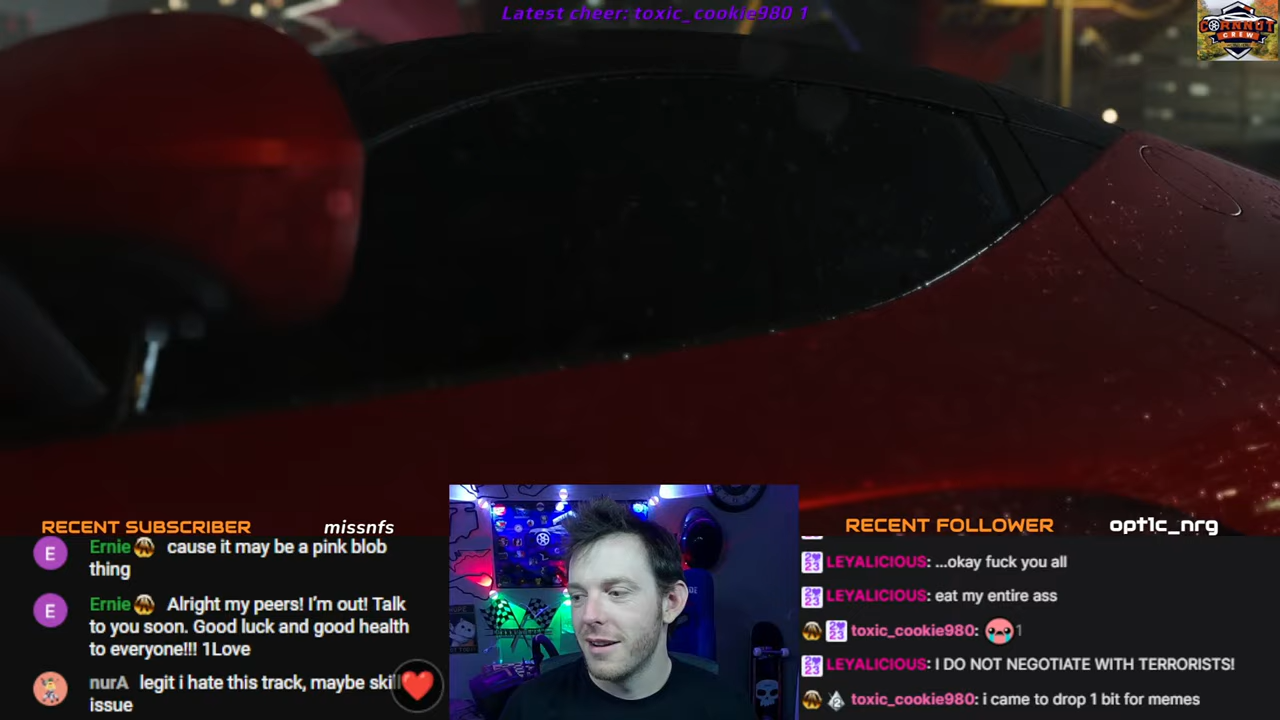 Latest cheer: toxic_cookie980 1
CORNNUT
CREW
RECENT SUBSCRIBER missnfs
E Ernie cause it may be a pink blob
thing
E Ernie Alright my peers! I'm out! Talk
to you soon. Good luck and good health
to everyone!!! 1Love
nurA legit i hate this track, maybe skill
issue
RECENT FOLLOWER opt1c_nrg
LEYALICIOUS: ...okay fuck you all
LEYALICIOUS: eat my entire ass
toxic_cookie980: 1
LEYALICIOUS: I DO NOT NEGOTIATE WITH TERRORISTS!
2 toxic_cookie980: i came to drop 1 bit for memes